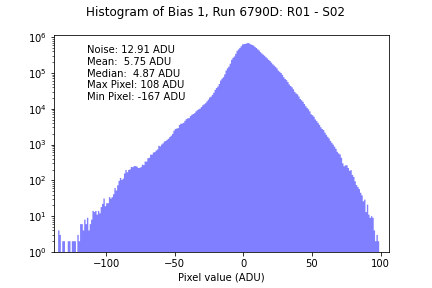 Histogram of Bias 1, Run 6790D: R01 - S02
Noise: 12.91 ADU
Mean:  5.75 ADU
Median:  4.87 ADU
Max Pixel: 108 ADU
Min Pixel: -167 ADU
10⁶
10⁵
10⁴
10³
10²
10¹
10⁰
−100 −50 0 50 100
Pixel value (ADU)